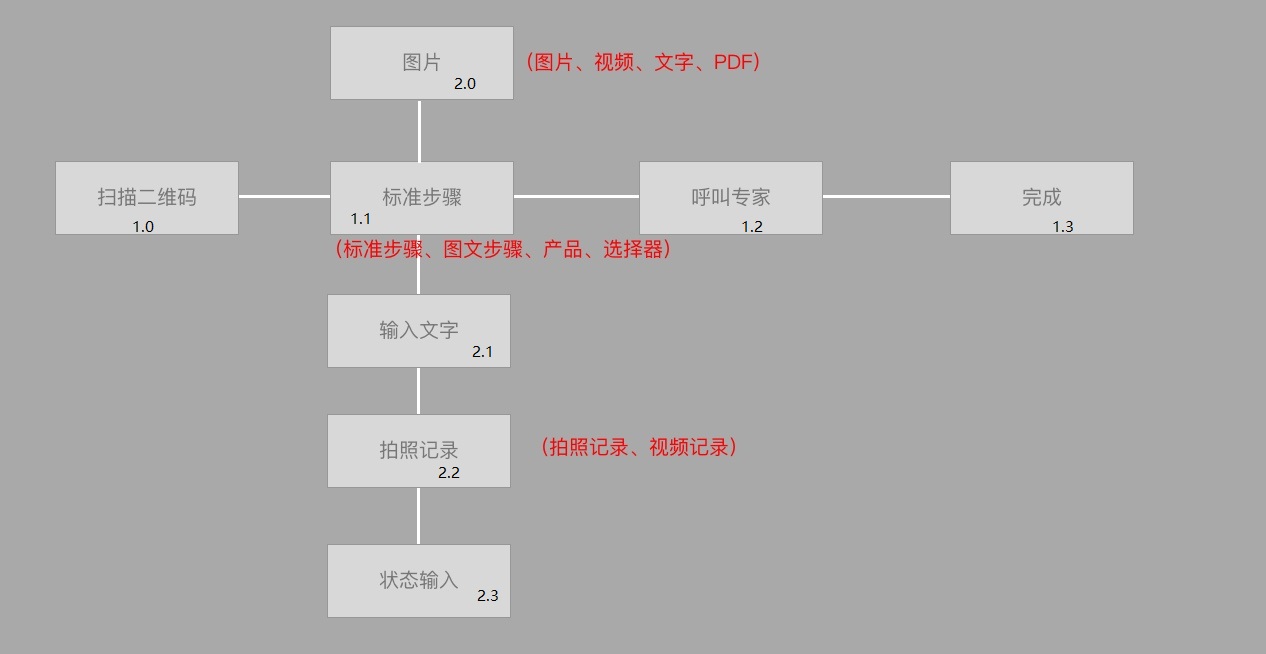 图片
2.0
（图片、视频、文字、PDF）
扫描二维码
1.0
标准步骤
1.1
呼叫专家
1.2
完成
1.3
（标准步骤、图文步骤、产品、选择器）
输入文字
2.1
拍照记录
2.2
（拍照记录、视频记录）
状态输入
2.3